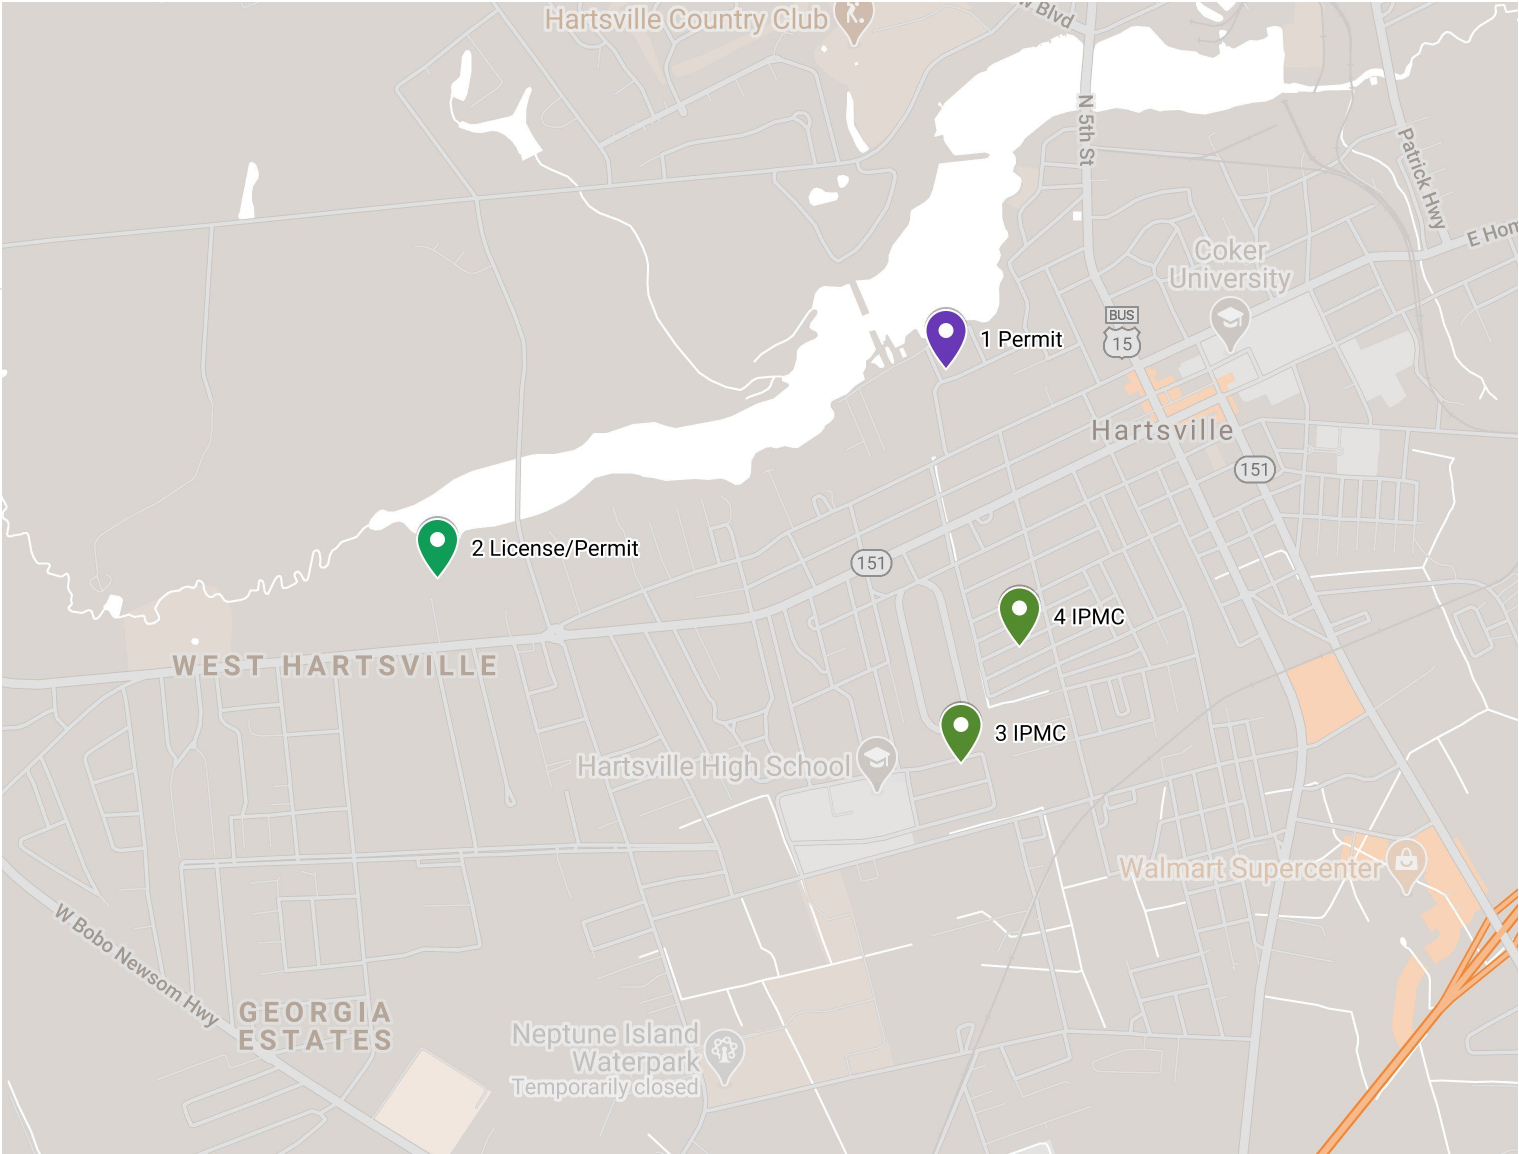 Hartsville Country Club
W Blvd
N 5th St
Patrick Hwy
E Hom
Coker
University
BUS
15
1 Permit
Hartsville
151
2 License/Permit
151
4 IPMC
WEST HARTSVILLE
3 IPMC
Hartsville High School
Walmart Supercenter
W Bobo Newsom Hwy
GEORGIA
ESTATES
Neptune Island
Waterpark
Temporarily closed